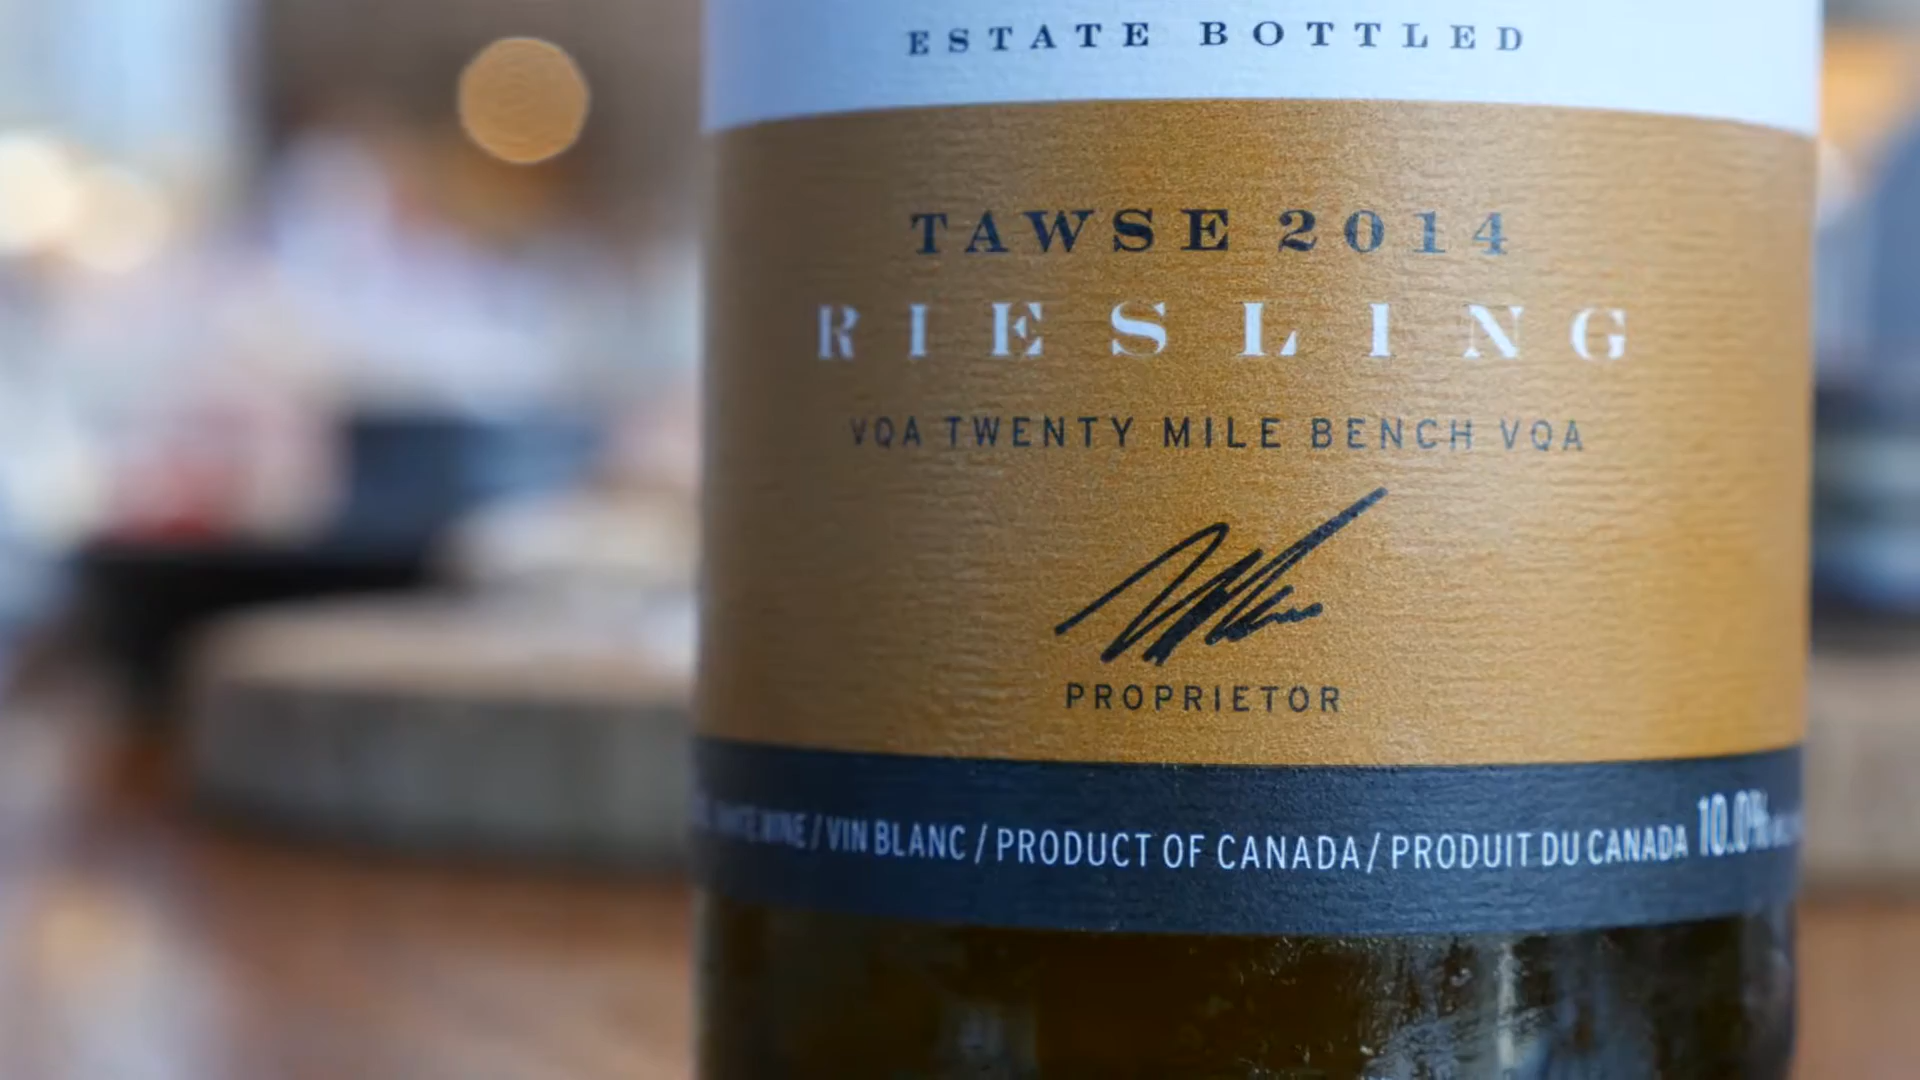 ESTATE BOTTLED
TAWSE 2014
RIESLING
VQA TWENTY MILE BENCH VQA
PROPRIETOR
WINE / VIN BLANC / PRODUCT OF CANADA / PRODUIT DU CANADA 10.0%